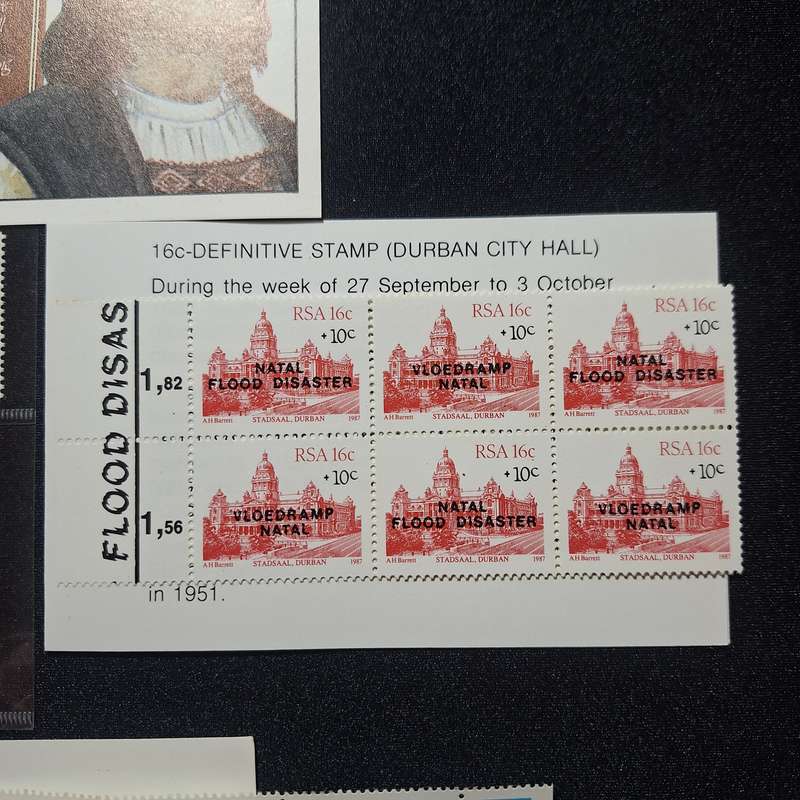 16c-DEFINITIVE STAMP (DURBAN CITY HALL)
During the week of 27 September to 3 October
FLOOD DISAS
1,82
1,56
RSA 16c
+10c
NATAL
FLOOD DISASTER
A H Barrett STADSAAL, DURBAN 1987
RSA 16c
+10c
VLOEDRAMP
NATAL
A H Barrett STADSAAL, DURBAN 1987
RSA 16c
+10c
NATAL
FLOOD DISASTER
A H Barrett STADSAAL, DURBAN 1987
RSA 16c
+10c
VLOEDRAMP
NATAL
A H Barrett STADSAAL, DURBAN 1987
RSA 16c
+10c
NATAL
FLOOD DISASTER
A H Barrett STADSAAL, DURBAN 1987
RSA 16c
+10c
VLOEDRAMP
NATAL
A H Barrett STADSAAL, DURBAN 1987
in 1951.